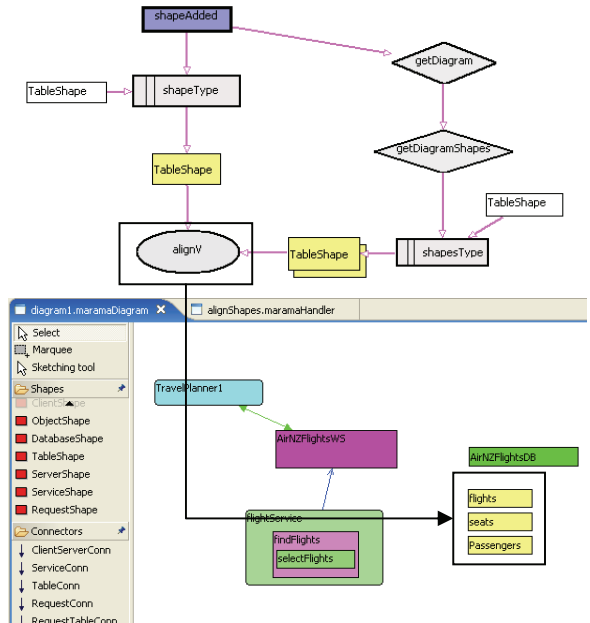 shapeAdded
getDiagram
TableShape
shapeType
getDiagramShapes
TableShape
TableShape
alignV
TableShape
shapesType
diagram1.maramaDiagram
alignShapes.maramaHandler
Select
Marquee
Sketching tool
Shapes
ClientShape
ObjectShape
DatabaseShape
TableShape
ServerShape
ServiceShape
RequestShape
Connectors
ClientServerConn
ServiceConn
TableConn
RequestConn
RequestTableConn
TravelPlanner1
AirNZFlightsWS
AirNZFlightsDB
flights
seats
Passengers
flightService
findFlights
selectFlights